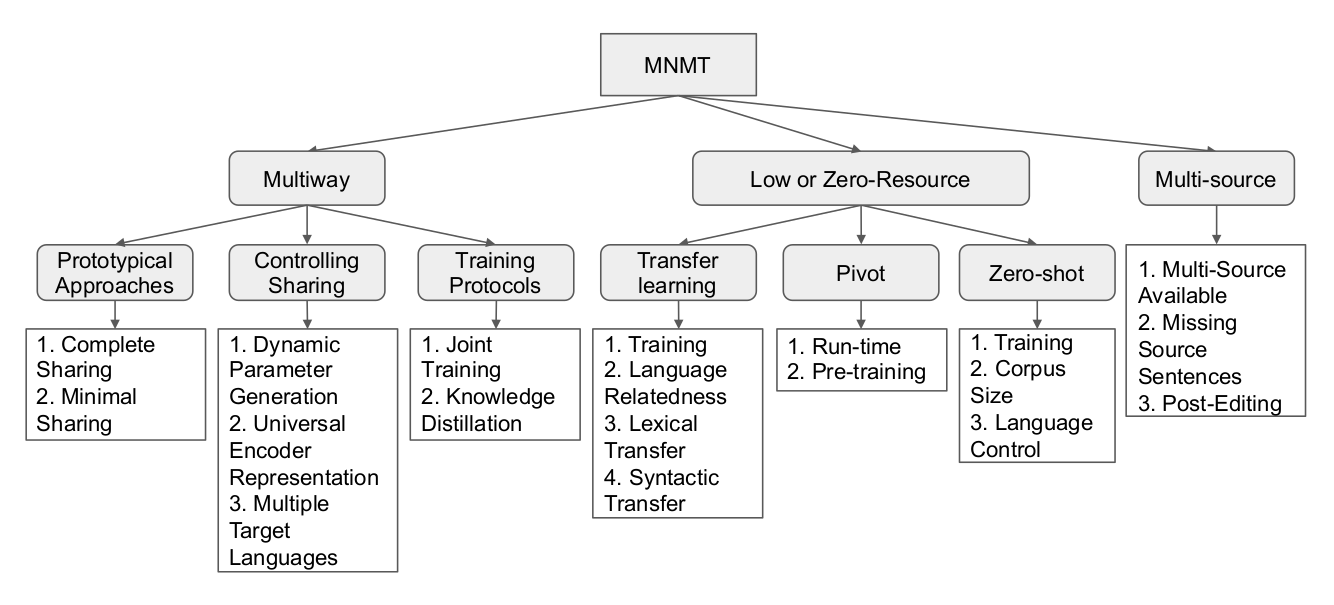 MNMT
Multiway
Low or Zero-Resource
Multi-source
Prototypical
Approaches
Controlling
Sharing
Training
Protocols
Transfer
learning
Pivot
Zero-shot
1. Complete
Sharing
2. Minimal
Sharing
1. Dynamic
Parameter
Generation
2. Universal
Encoder
Representation
3. Multiple
Target
Languages
1. Joint
Training
2. Knowledge
Distillation
1. Training
2. Language
Relatedness
3. Lexical
Transfer
4. Syntactic
Transfer
1. Run-time
2. Pre-training
1. Training
2. Corpus
Size
3. Language
Control
1. Multi-Source
Available
2. Missing
Source
Sentences
3. Post-Editing